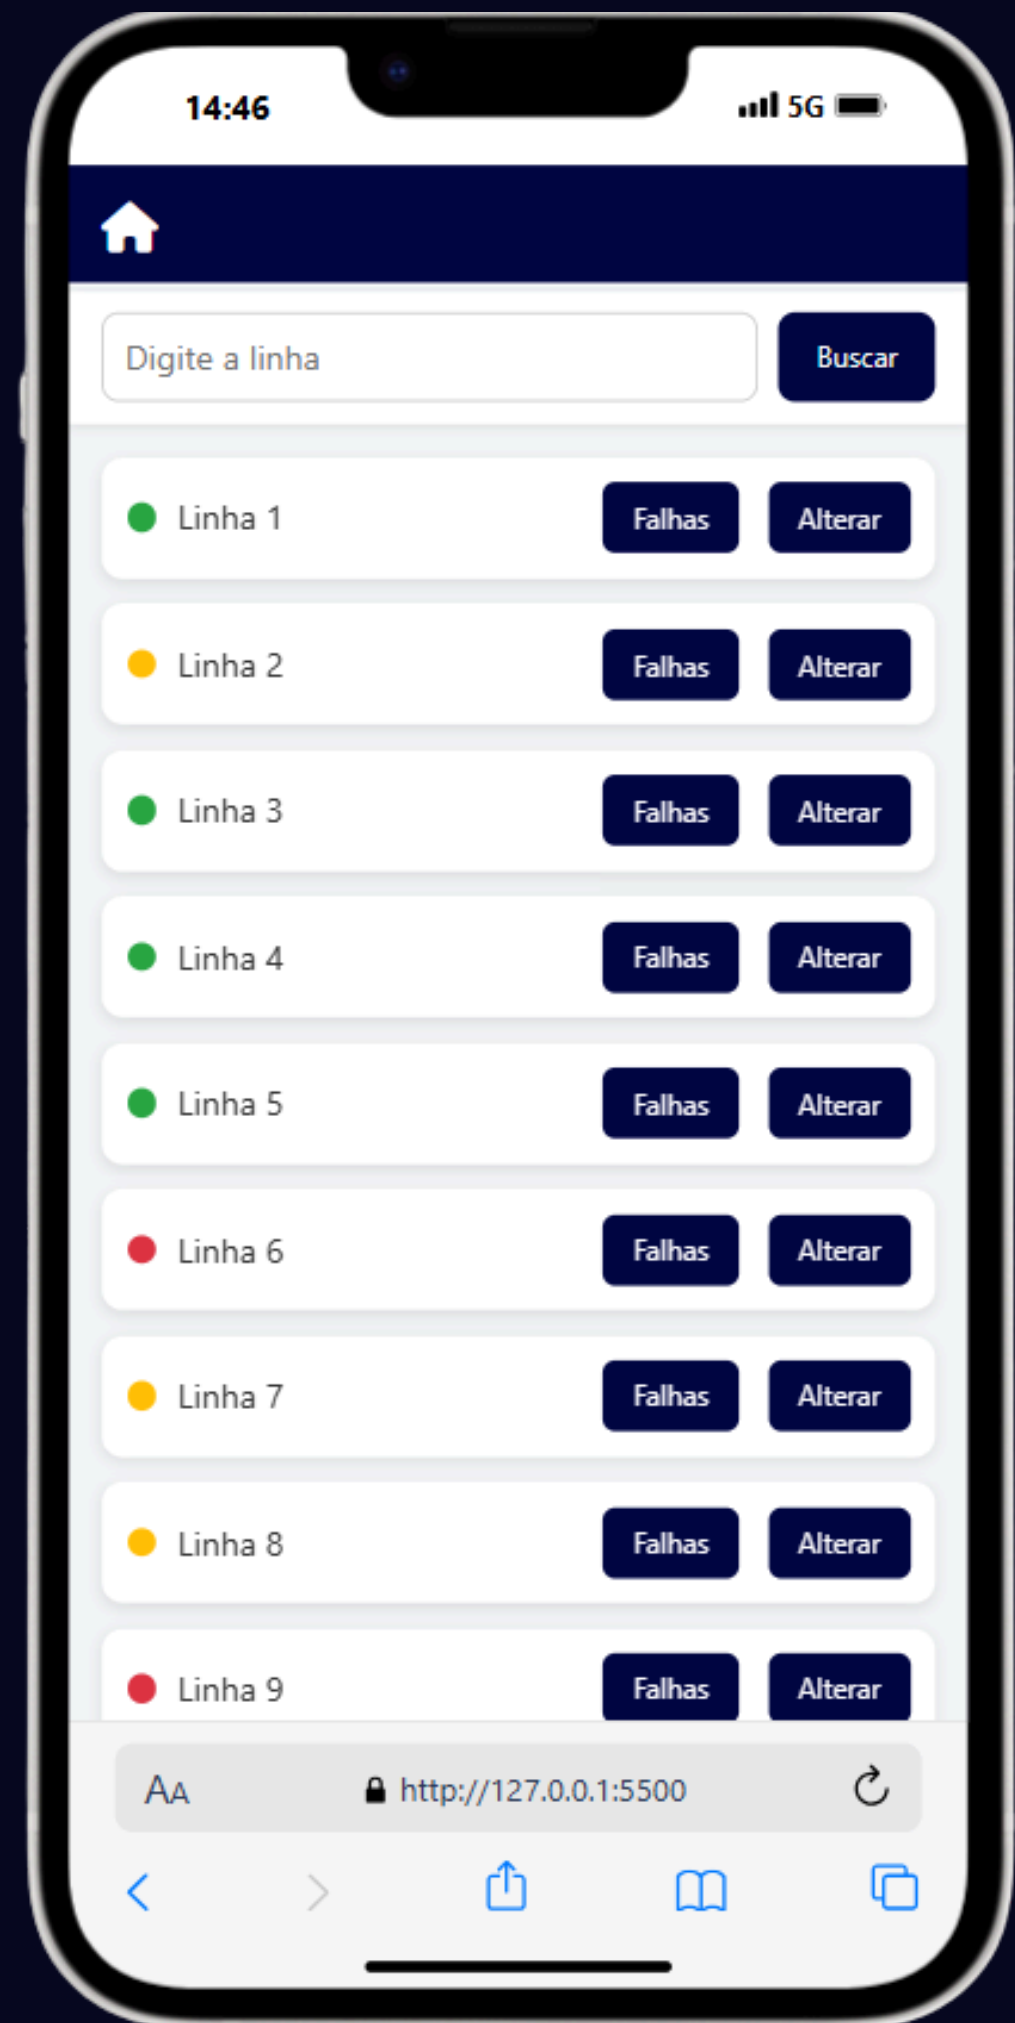 14:46 5G
Digite a linha Buscar
Linha 1 Falhas Alterar
Linha 2 Falhas Alterar
Linha 3 Falhas Alterar
Linha 4 Falhas Alterar
Linha 5 Falhas Alterar
Linha 6 Falhas Alterar
Linha 7 Falhas Alterar
Linha 8 Falhas Alterar
Linha 9 Falhas Alterar
AA http://127.0.0.1:5500